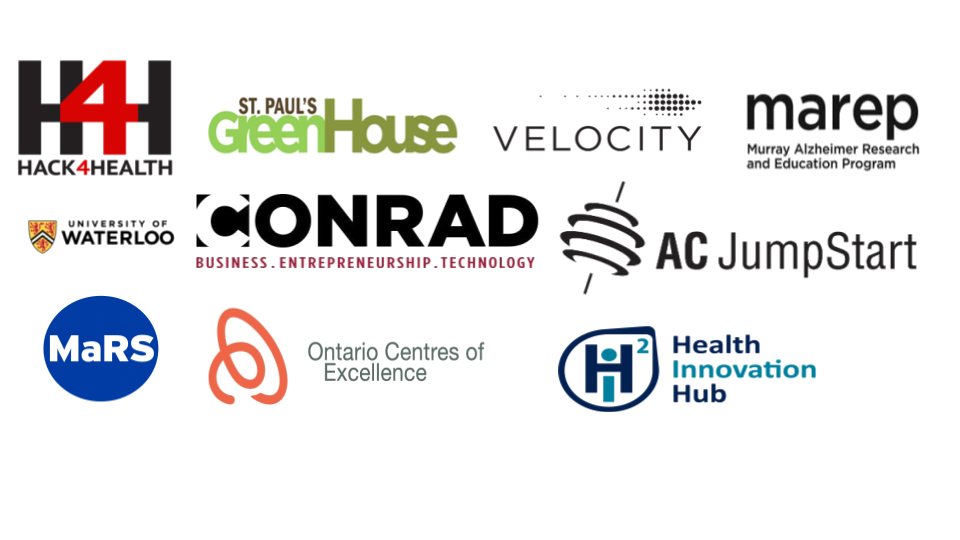 H4H
HACK4HEALTH
ST. PAUL'S
GreenHouse
VELOCITY
marep
Murray Alzheimer Research
and Education Program
UNIVERSITY OF
WATERLOO
CONRAD
BUSINESS.ENTREPRENEURSHIP.TECHNOLOGY
AC JumpStart
MaRS
Ontario Centres of
Excellence
Hi2
Health
Innovation
Hub